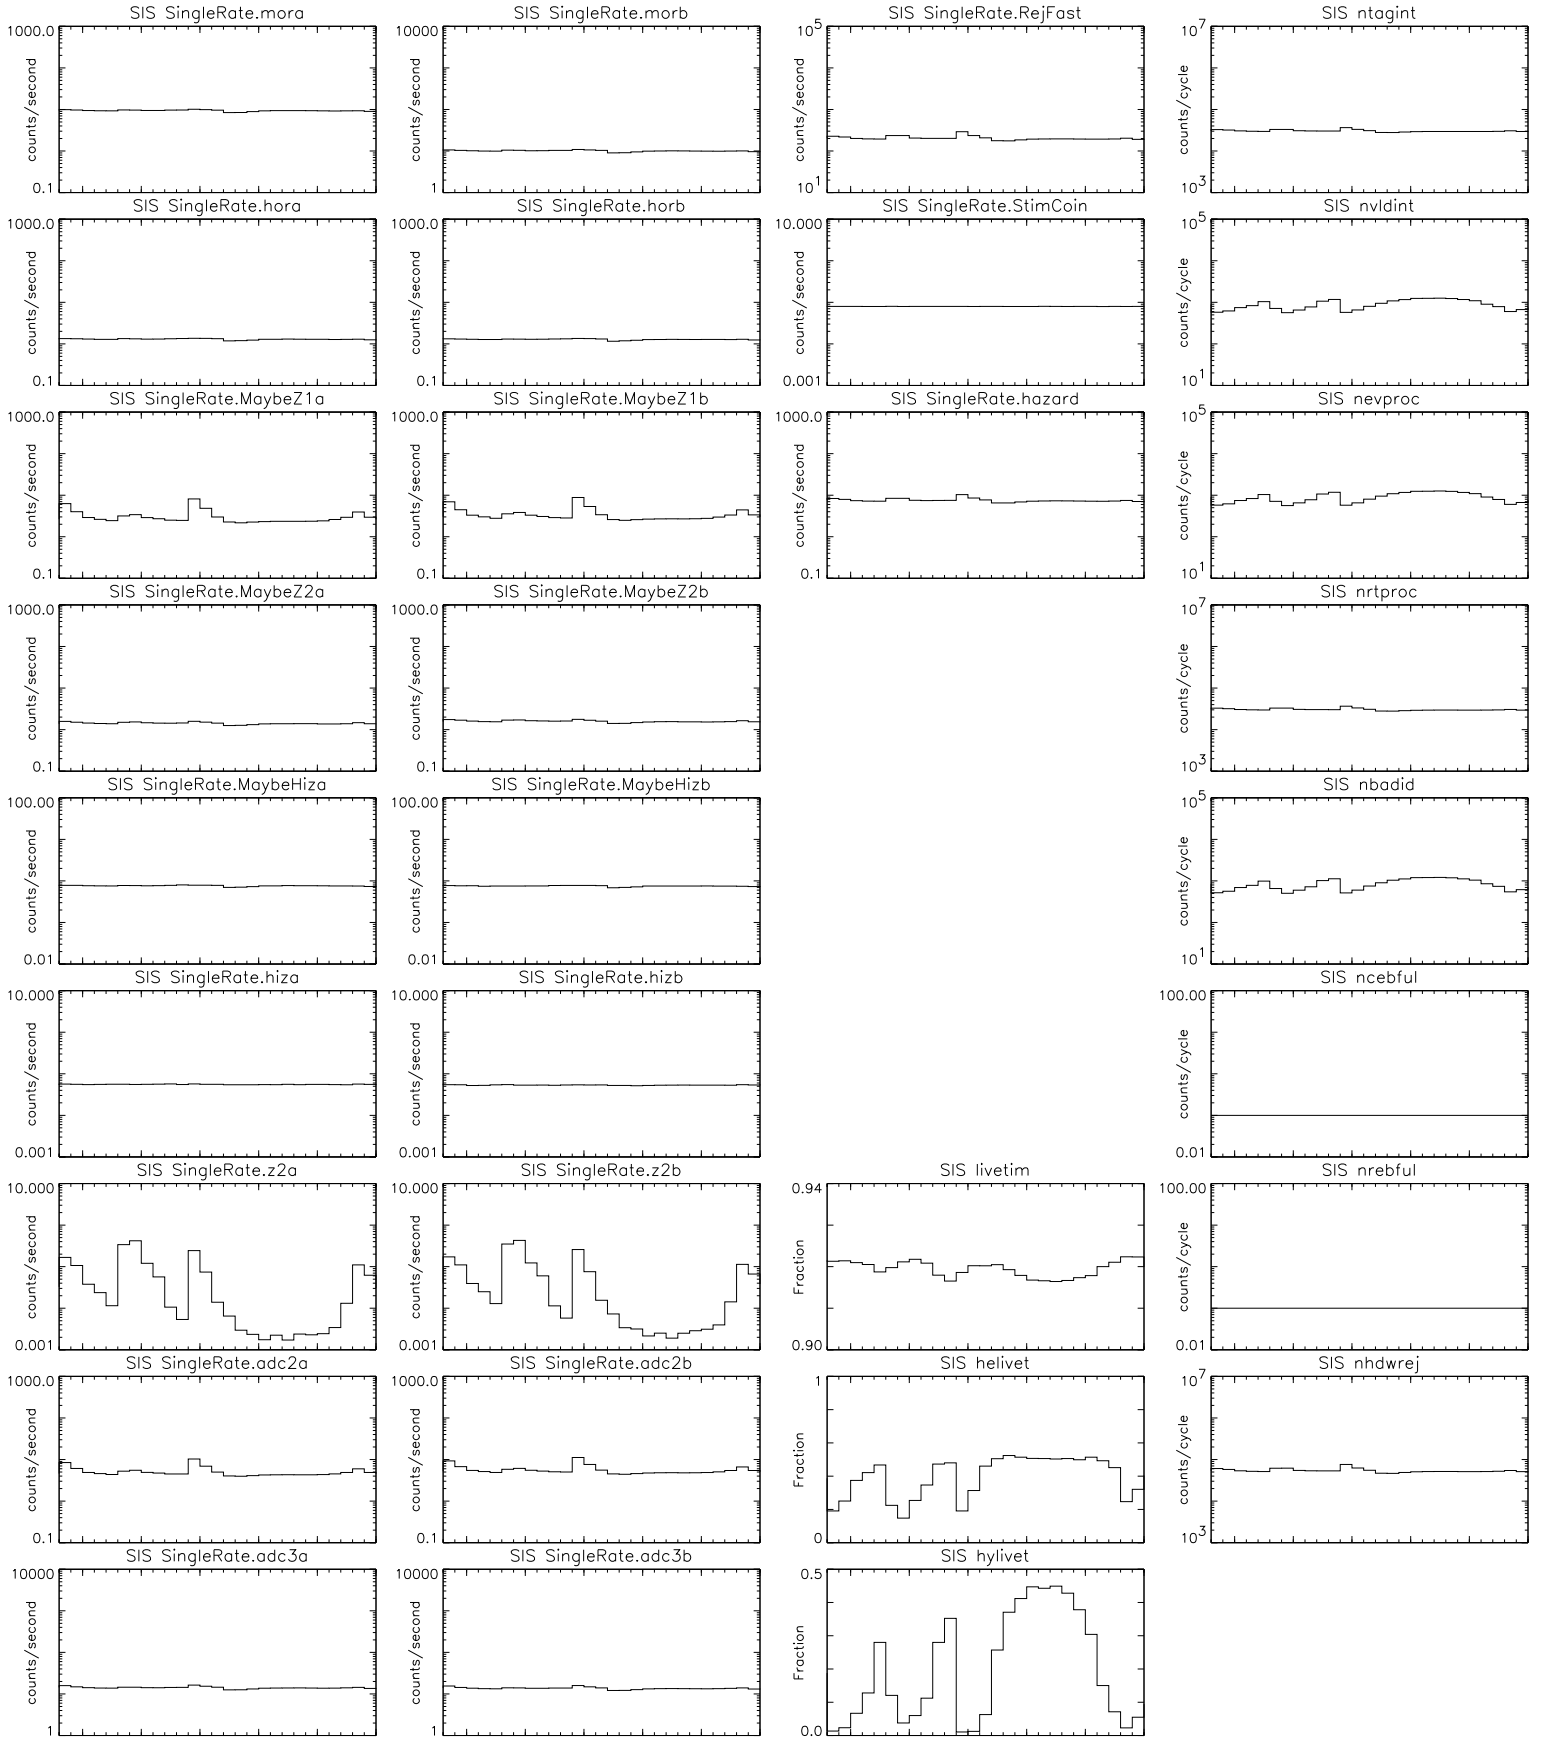 SIS SingleRate.mora
1000.0
counts/second
0.1
SIS SingleRate.morb
10000
counts/second
1
SIS SingleRate.RejFast
10^5
counts/second
10^1
SIS ntagint
10^7
counts/cycle
10^3
SIS SingleRate.hora
1000.0
counts/second
0.1
SIS SingleRate.horb
1000.0
counts/second
0.1
SIS SingleRate.StimCoin
10.000
counts/second
0.001
SIS nvldint
10^5
counts/cycle
10^1
SIS SingleRate.MaybeZ1a
1000.0
counts/second
0.1
SIS SingleRate.MaybeZ1b
1000.0
counts/second
0.1
SIS SingleRate.hazard
1000.0
counts/second
0.1
SIS nevproc
10^5
counts/cycle
10^1
SIS SingleRate.MaybeZ2a
1000.0
counts/second
0.1
SIS SingleRate.MaybeZ2b
1000.0
counts/second
0.1
SIS nrtproc
10^7
counts/cycle
10^3
SIS SingleRate.MaybeHiza
100.00
counts/second
0.01
SIS SingleRate.MaybeHizb
100.00
counts/second
0.01
SIS nbadid
10^5
counts/cycle
10^1
SIS SingleRate.hiza
10.000
counts/second
0.001
SIS SingleRate.hizb
10.000
counts/second
0.001
SIS ncebful
100.00
counts/cycle
0.01
SIS SingleRate.z2a
10.000
counts/second
0.001
SIS SingleRate.z2b
10.000
counts/second
0.001
SIS livetim
0.94
Fraction
0.90
SIS nrebful
100.00
counts/cycle
0.01
SIS SingleRate.adc2a
1000.0
counts/second
0.1
SIS SingleRate.adc2b
1000.0
counts/second
0.1
SIS helivet
1
Fraction
0
SIS nhdwrej
10^7
counts/cycle
10^3
SIS SingleRate.adc3a
10000
counts/second
1
SIS SingleRate.adc3b
10000
counts/second
1
SIS hylivet
0.5
Fraction
0.0